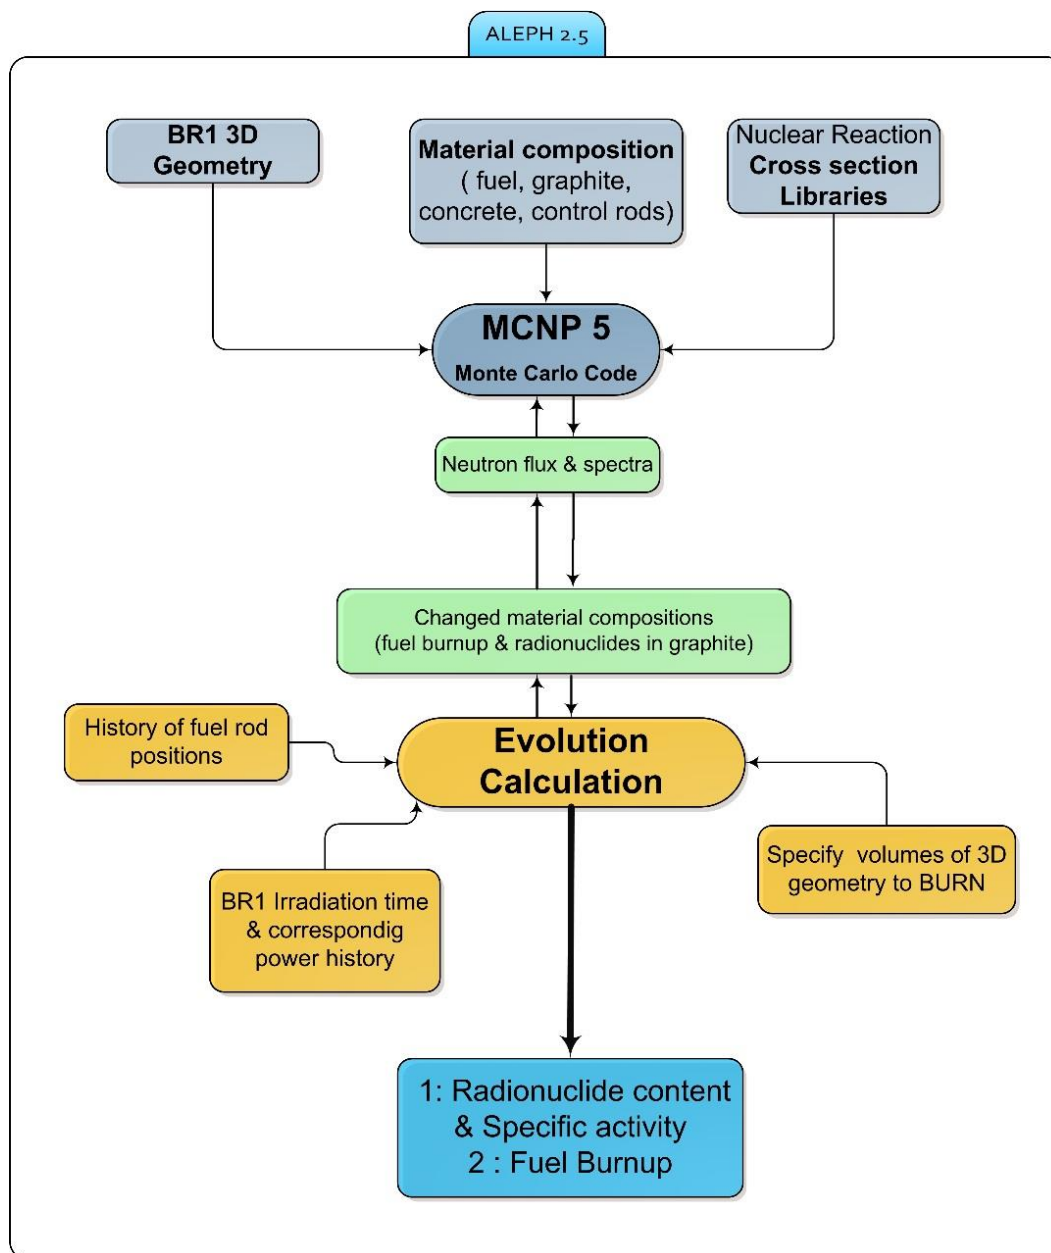 ALEPH 2.5
BR1 3D
Geometry
Material composition
( fuel, graphite,
concrete, control rods)
Nuclear Reaction
Cross section
Libraries
MCNP 5
Monte Carlo Code
Neutron flux & spectra
Changed material compositions
(fuel burnup & radionuclides in graphite)
History of fuel rod
positions
Evolution
Calculation
BR1 Irradiation time
& correspondig
power history
Specify volumes of 3D
geometry to BURN
1: Radionuclide content
& Specific activity
2 : Fuel Burnup